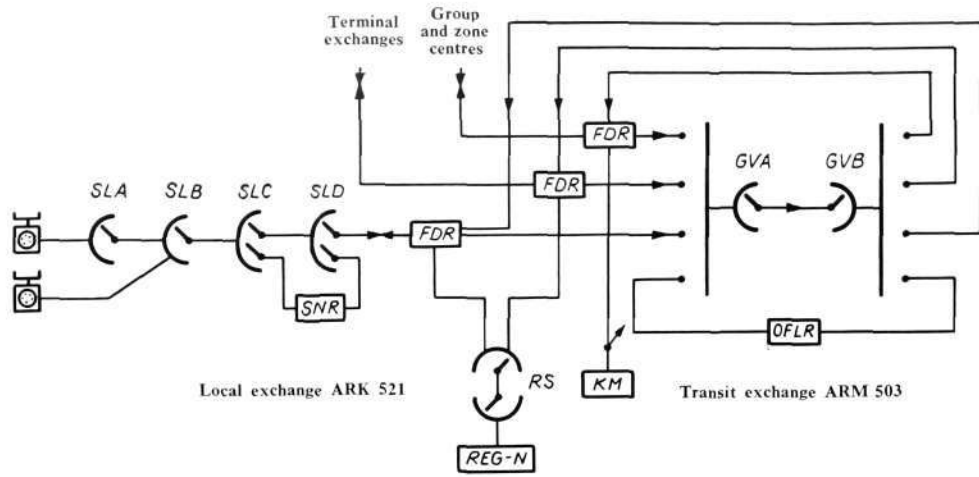 Terminal
exchanges
Group
and zone
centres
FDR
GVA
GVB
FDR
SLA
SLB
SLC
SLD
FDR
SNR
OFLR
Local exchange ARK 521
RS
KM
Transit exchange ARM 503
REG-N